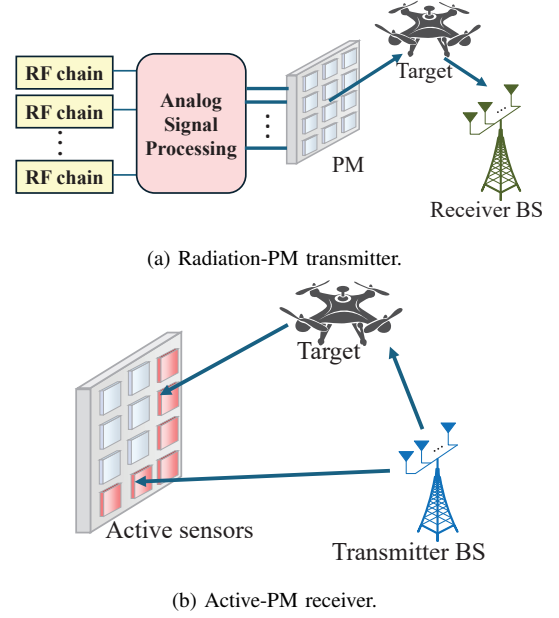 RF chain
RF chain
RF chain
Analog
Signal
Processing
PM
Target
Receiver BS
(a) Radiation-PM transmitter.
Target
Active sensors
Transmitter BS
(b) Active-PM receiver.